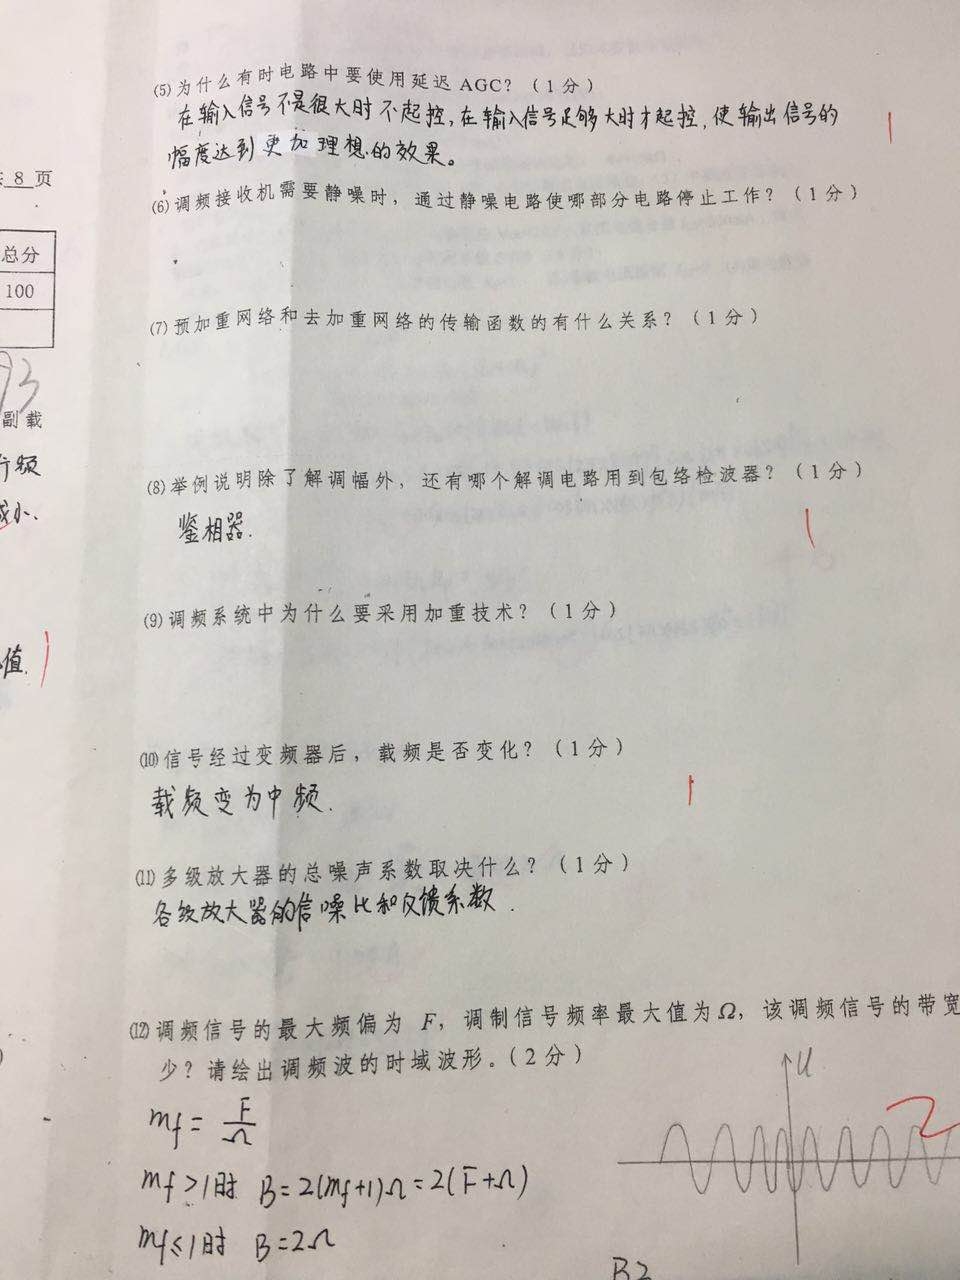 共 8 页
总分
100
93
副载
行频
减小.
值.
1
(5)为什么有时电路中要使用延迟 AGC？（1分）
在输入信号不是很大时不起控，在输入信号足够大时才起控，使输出信号的
幅度达到更加理想的效果。
1
(6)调频接收机需要静噪时，通过静噪电路使哪部分电路停止工作？（1分）
(7)预加重网络和去加重网络的传输函数的有什么关系？（1分）
(8)举例说明除了解调幅外，还有哪个解调电路用到包络检波器？（1分）
鉴相器.
1
(9)调频系统中为什么要采用加重技术？（1分）
(10)信号经过变频器后，载频是否变化？（1分）
载频变为中频.
1
(11)多级放大器的总噪声系数取决什么？（1分）
各级放大器的信噪比和反馈系数.
(12)调频信号的最大频偏为 F，调制信号频率最大值为Ω，该调频信号的带宽
少？请绘出调频波的时域波形。（2分）
u
2
mf = F/Ω
mf＞1时 B=2(mf+1)Ω=2(F+Ω)
mf≤1时 B=2Ω
B2